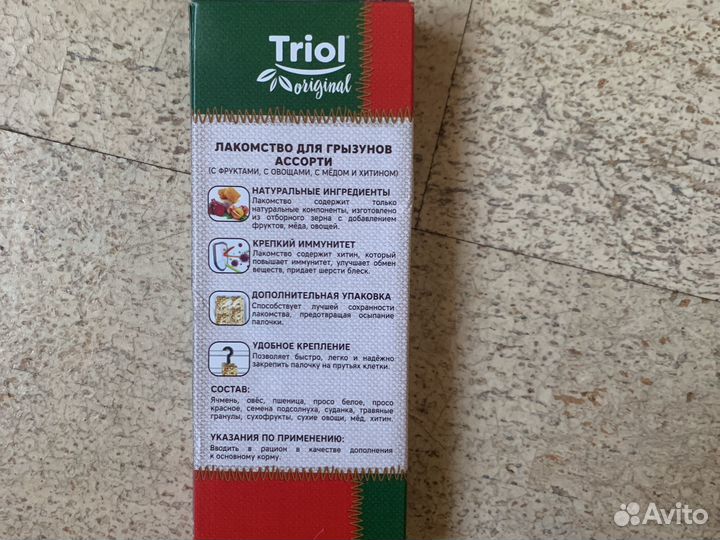 Triol
original
ЛАКОМСТВО ДЛЯ ГРЫЗУНОВ
АССОРТИ
(С ФРУКТАМИ, С ОВОЩАМИ, С МЁДОМ И ХИТИНОМ)
НАТУРАЛЬНЫЕ ИНГРЕДИЕНТЫ
Лакомство содержит только
натуральные компоненты, изготовлено
из отборного зерна с добавлением
фруктов, мёда, овощей.
КРЕПКИЙ ИММУНИТЕТ
Лакомство содержит хитин, который
повышает иммунитет, улучшает обмен
веществ, придает шерсти блеск.
ДОПОЛНИТЕЛЬНАЯ УПАКОВКА
Способствует лучшей сохранности
лакомства, предотвращая осыпание
палочки.
УДОБНОЕ КРЕПЛЕНИЕ
Позволяет быстро, легко и надёжно
закрепить палочку на прутьях клетки.
СОСТАВ:
Ячмень, овёс, пшеница, просо белое, просо
красное, семена подсолнуха, суданка, травяные
гранулы, сухофрукты, сухие овощи, мёд, хитин.
УКАЗАНИЯ ПО ПРИМЕНЕНИЮ:
Вводить в рацион в качестве дополнения
к основному корму.
Avito